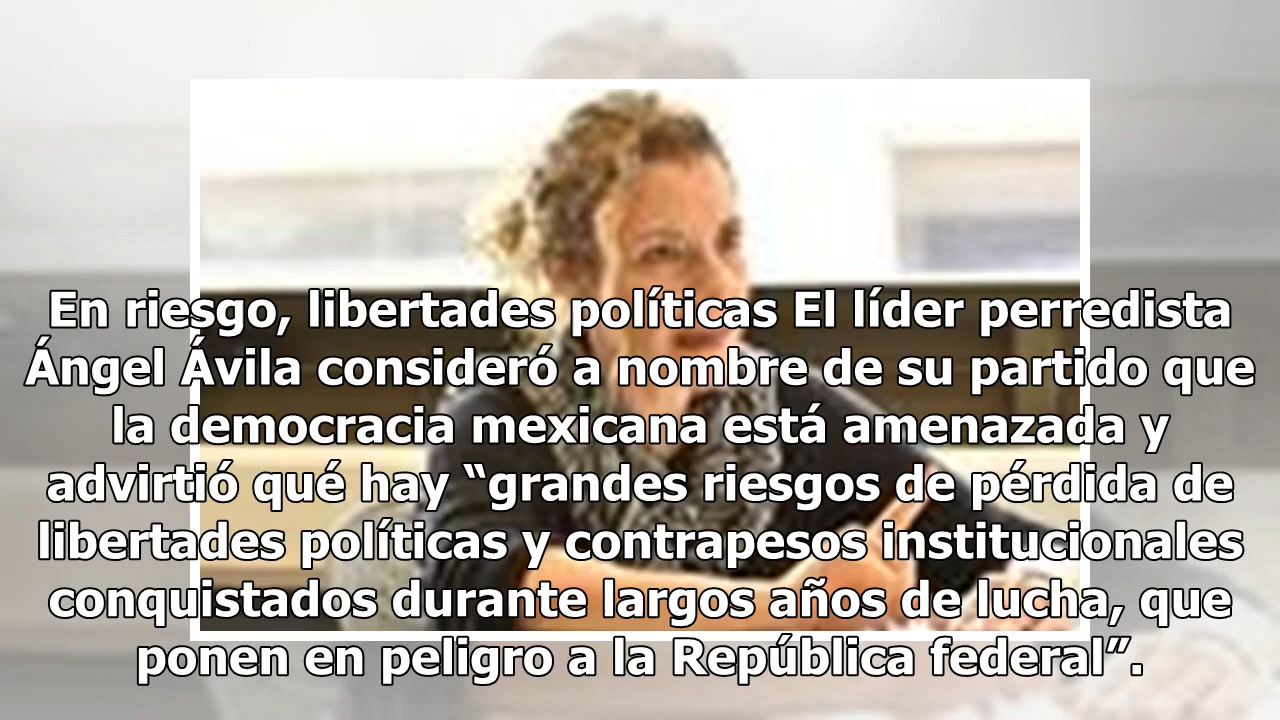 En riesgo, libertades políticas El líder perredista
Ángel Ávila consideró a nombre de su partido que
la democracia mexicana está amenazada y
advirtió qué hay “grandes riesgos de pérdida de
libertades políticas y contrapesos institucionales
conquistados durante largos años de lucha, que
ponen en peligro a la República federal”.